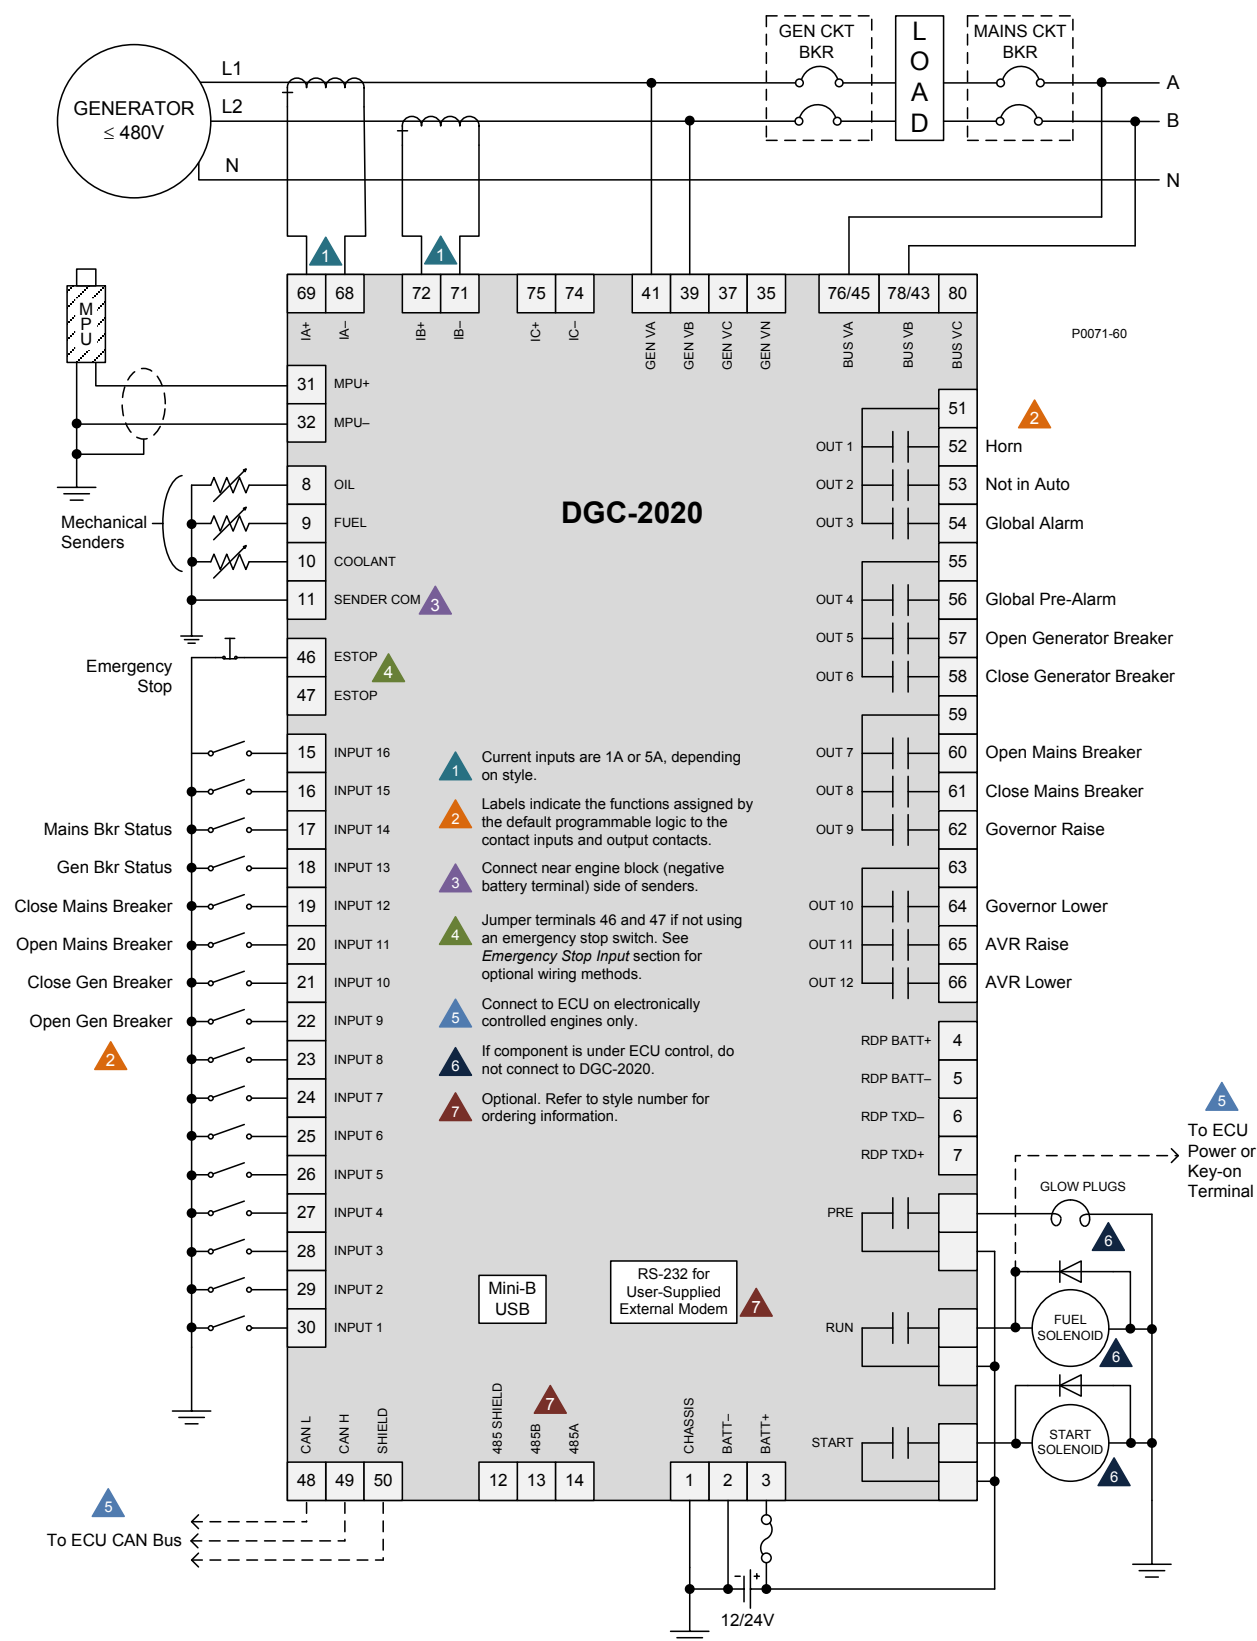 GEN CKT
BKR
LOAD
MAINS CKT
BKR
GENERATOR
≤ 480V
L1
L2
N
A
B
N
1
1
69
68
72
71
75
74
41
39
37
35
76/45
78/43
80
IA+
IA–
IB+
IB–
IC+
IC–
GEN VA
GEN VB
GEN VC
GEN VN
BUS VA
BUS VB
BUS VC
P0071-60
MPU
31 MPU+
32 MPU–
Mechanical
Senders
8 OIL
9 FUEL
10 COOLANT
11 SENDER COM
3
Emergency
Stop
46 ESTOP
47 ESTOP
4
DGC-2020
15 INPUT 16
16 INPUT 15
Mains Bkr Status 17 INPUT 14
Gen Bkr Status 18 INPUT 13
Close Mains Breaker 19 INPUT 12
Open Mains Breaker 20 INPUT 11
Close Gen Breaker 21 INPUT 10
Open Gen Breaker 22 INPUT 9
2
23 INPUT 8
24 INPUT 7
25 INPUT 6
26 INPUT 5
27 INPUT 4
28 INPUT 3
29 INPUT 2
30 INPUT 1
1 Current inputs are 1A or 5A, depending
on style.
2 Labels indicate the functions assigned by
the default programmable logic to the
contact inputs and output contacts.
3 Connect near engine block (negative
battery terminal) side of senders.
4 Jumper terminals 46 and 47 if not using
an emergency stop switch. See
Emergency Stop Input section for
optional wiring methods.
5 Connect to ECU on electronically
controlled engines only.
6 If component is under ECU control, do
not connect to DGC-2020.
7 Optional. Refer to style number for
ordering information.
51
2
OUT 1 52 Horn
OUT 2 53 Not in Auto
OUT 3 54 Global Alarm
55
OUT 4 56 Global Pre-Alarm
OUT 5 57 Open Generator Breaker
OUT 6 58 Close Generator Breaker
59
OUT 7 60 Open Mains Breaker
OUT 8 61 Close Mains Breaker
OUT 9 62 Governor Raise
63
OUT 10 64 Governor Lower
OUT 11 65 AVR Raise
OUT 12 66 AVR Lower
RDP BATT+ 4
RDP BATT– 5
RDP TXD– 6
RDP TXD+ 7
5
To ECU
Power or
Key-on
Terminal
GLOW PLUGS
PRE
6
RUN
FUEL
SOLENOID
6
START
START
SOLENOID
6
Mini-B
USB
RS-232 for
User-Supplied
External Modem
7
CAN L
CAN H
SHIELD
485 SHIELD
485B
485A
7
CHASSIS
BATT–
BATT+
48
49
50
12
13
14
1
2
3
5
To ECU CAN Bus
- +
12/24V